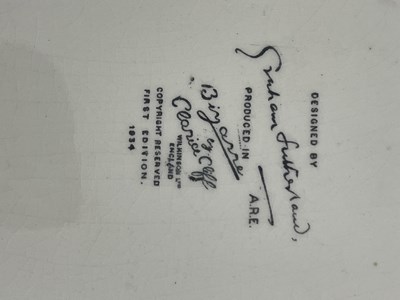 DESIGNED BY
Graham Sutherland,
A.R.E.
PRODUCED IN
Bizarre
by
Clarice Cliff
WILKINSON LTD
ENGLAND
COPYRIGHT RESERVED
FIRST EDITION.
1934